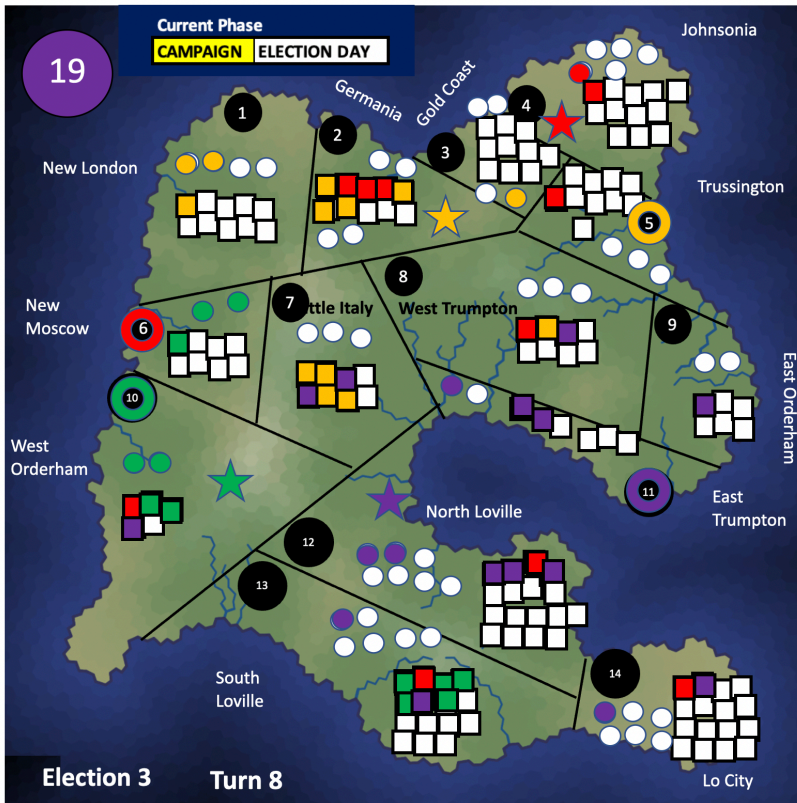 Current Phase
CAMPAIGN ELECTION DAY
19
Johnsonia
Germania
Gold Coast
1
2
3
4
New London
Trussington
5
New
Moscow
6
7
ttle Italy
8
West Trumpton
9
East Orderham
10
West
Orderham
11
East
Trumpton
North Loville
12
13
14
South
Loville
Lo City
Election 3
Turn 8